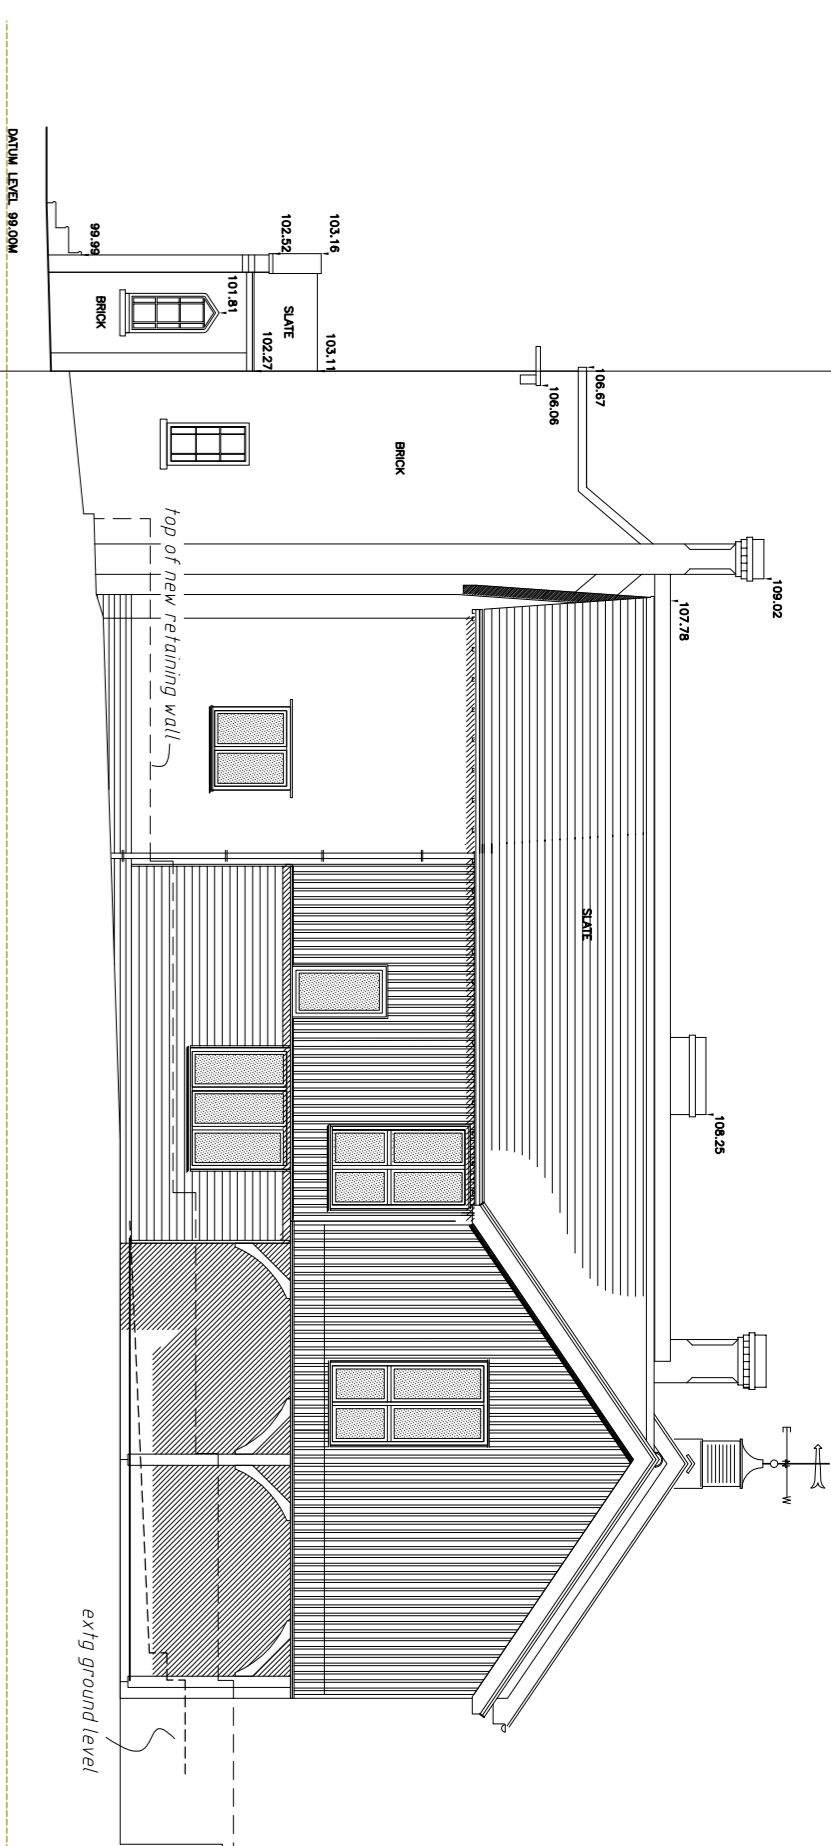 DATUM LEVEL 99.00M
99.99
102.52
103.16
101.81
BRICK
SLATE
102.27
103.11
106.67
106.06
BRICK
109.02
107.78
top of new retaining wall
SLATE
108.25
E
W
extg ground level